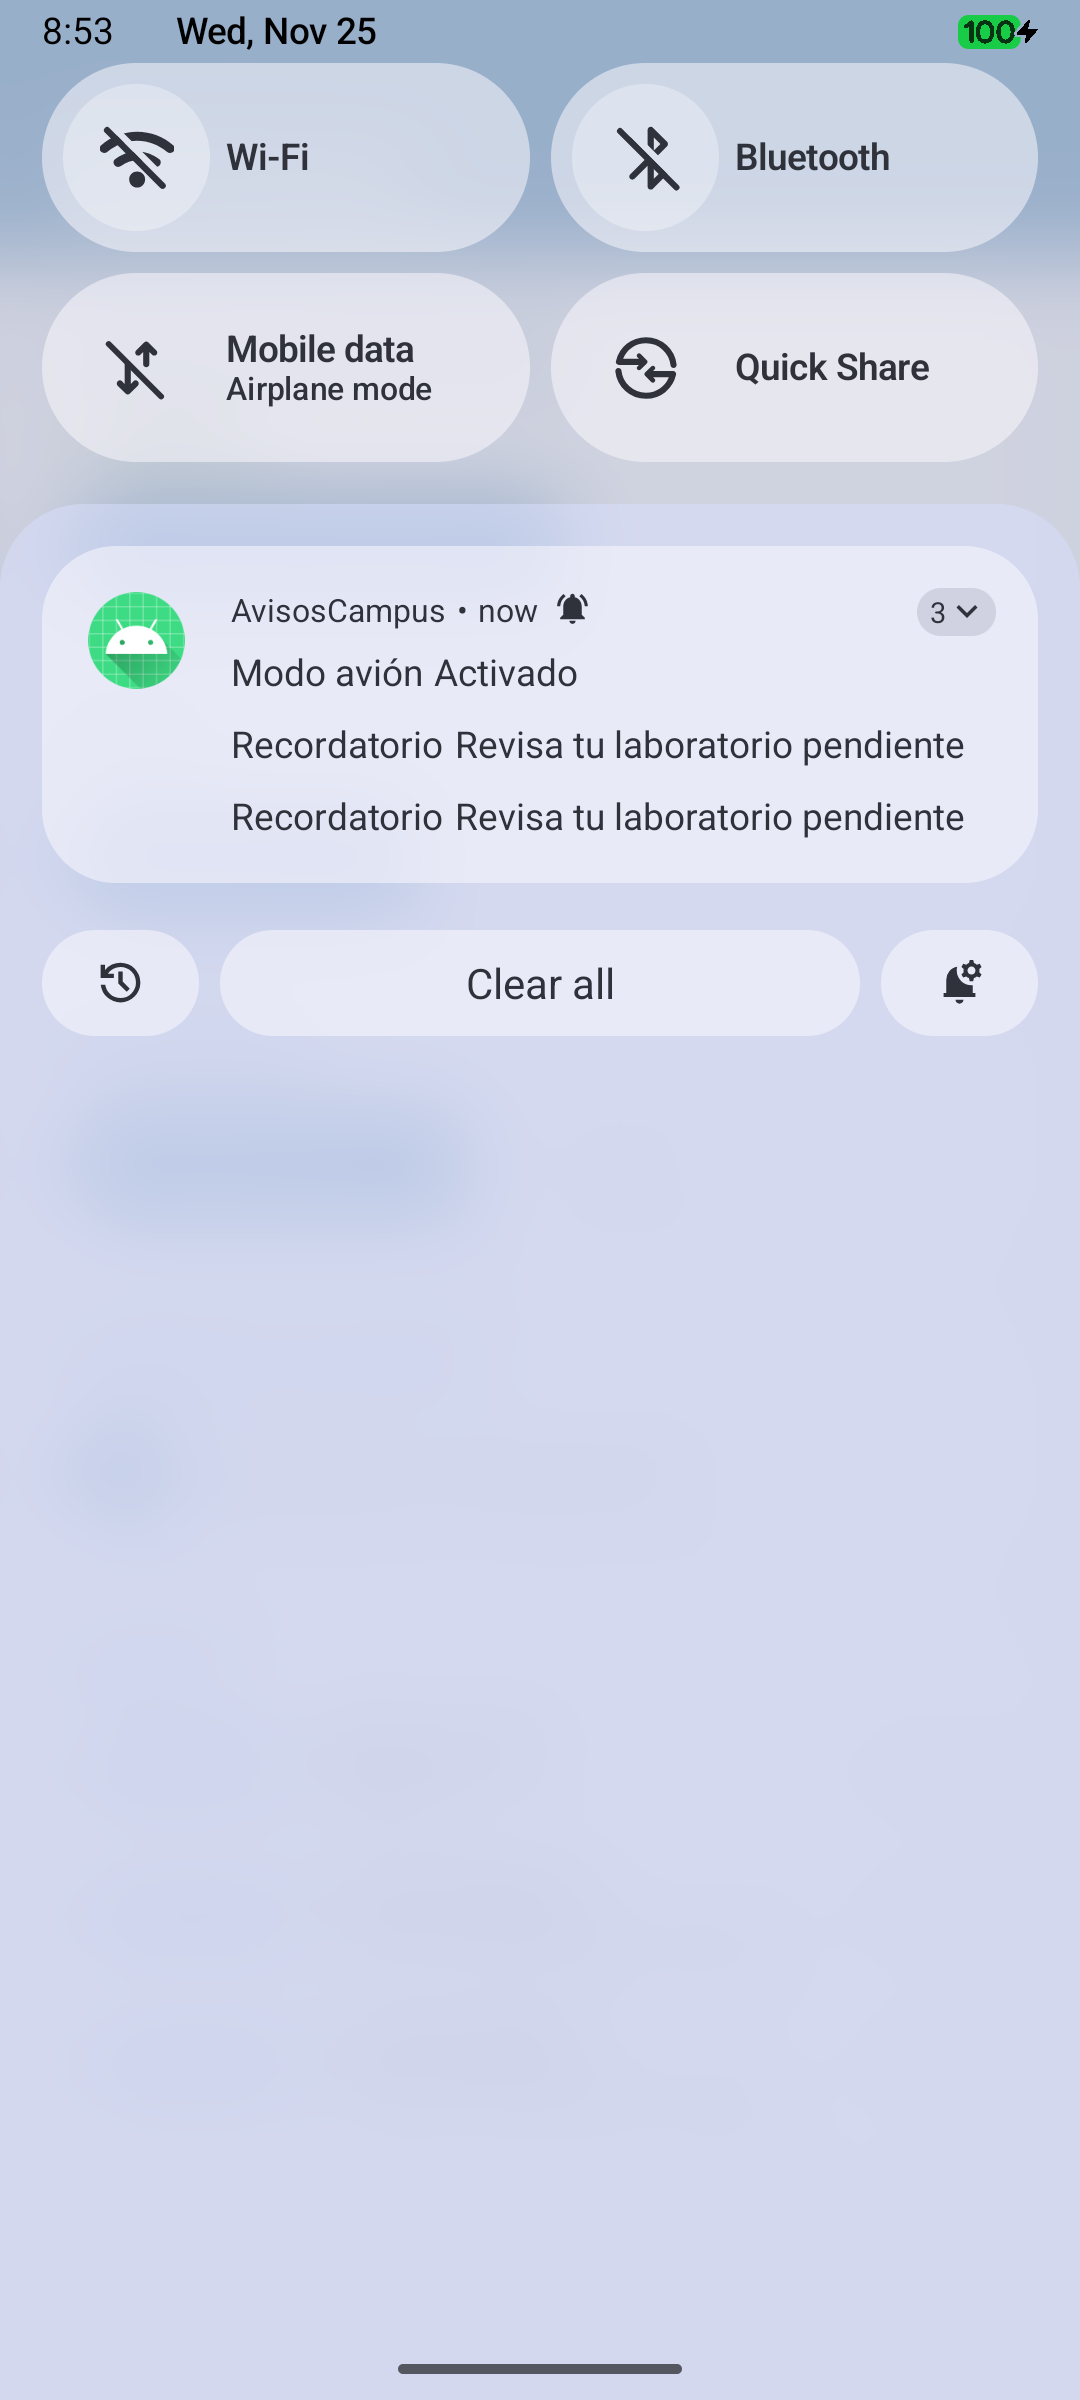 8:53 Wed, Nov 25 100
Wi-Fi
Bluetooth
Mobile data
Airplane mode
Quick Share
AvisosCampus • now
3
Modo avión Activado
Recordatorio Revisa tu laboratorio pendiente
Recordatorio Revisa tu laboratorio pendiente
Clear all